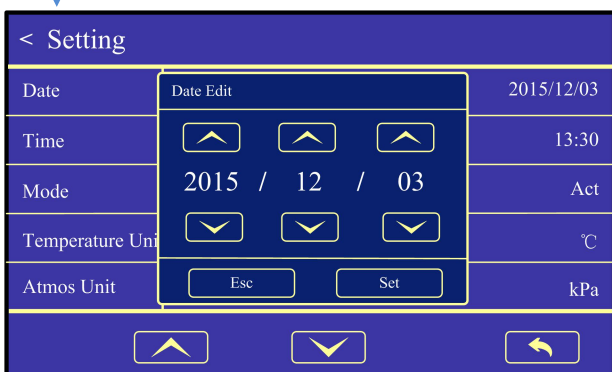 < Setting
Date 2015/12/03
Date Edit
Time 13:30
2015 / 12 / 03
Mode Act
Temperature Uni ℃
Esc Set
Atmos Unit kPa